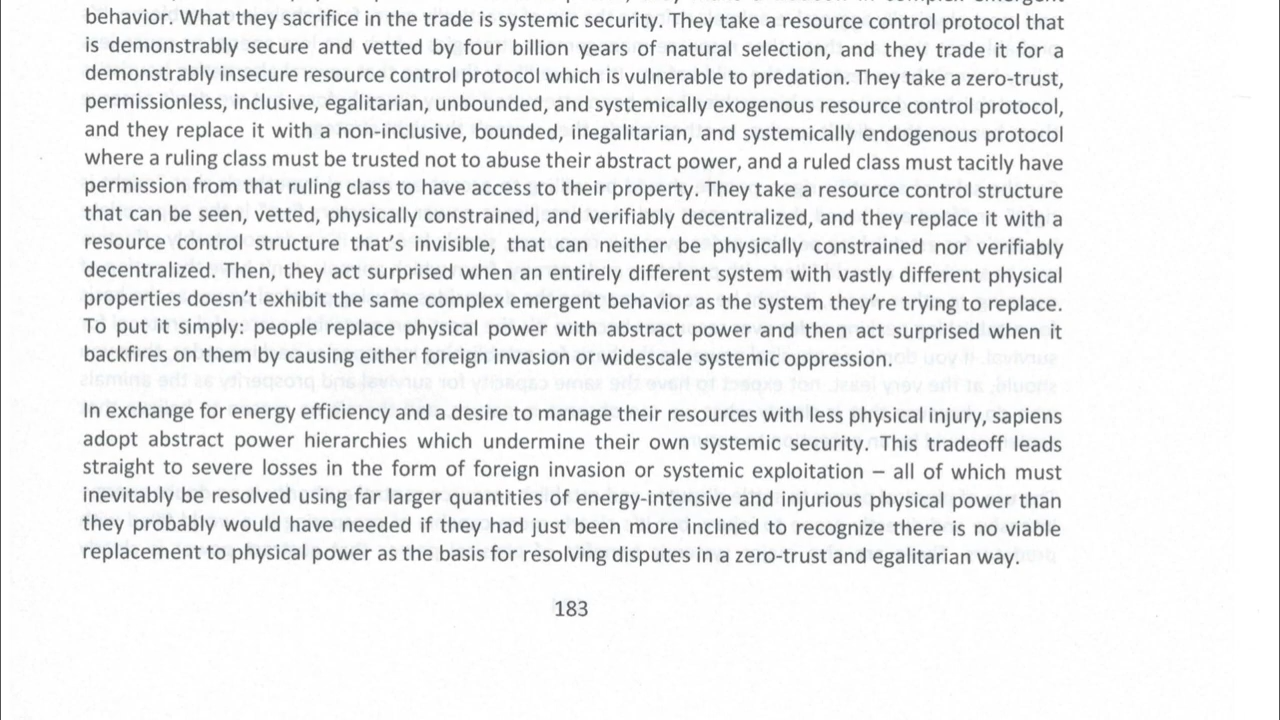 behavior. What they sacrifice in the trade is systemic security. They take a resource control protocol that
is demonstrably secure and vetted by four billion years of natural selection, and they trade it for a
demonstrably insecure resource control protocol which is vulnerable to predation. They take a zero-trust,
permissionless, inclusive, egalitarian, unbounded, and systemically exogenous resource control protocol,
and they replace it with a non-inclusive, bounded, inegalitarian, and systemically endogenous protocol
where a ruling class must be trusted not to abuse their abstract power, and a ruled class must tacitly have
permission from that ruling class to have access to their property. They take a resource control structure
that can be seen, vetted, physically constrained, and verifiably decentralized, and they replace it with a
resource control structure that’s invisible, that can neither be physically constrained nor verifiably
decentralized. Then, they act surprised when an entirely different system with vastly different physical
properties doesn’t exhibit the same complex emergent behavior as the system they’re trying to replace.
To put it simply: people replace physical power with abstract power and then act surprised when it
backfires on them by causing either foreign invasion or widescale systemic oppression.
In exchange for energy efficiency and a desire to manage their resources with less physical injury, sapiens
adopt abstract power hierarchies which undermine their own systemic security. This tradeoff leads
straight to severe losses in the form of foreign invasion or systemic exploitation – all of which must
inevitably be resolved using far larger quantities of energy-intensive and injurious physical power than
they probably would have needed if they had just been more inclined to recognize there is no viable
replacement to physical power as the basis for resolving disputes in a zero-trust and egalitarian way.
183